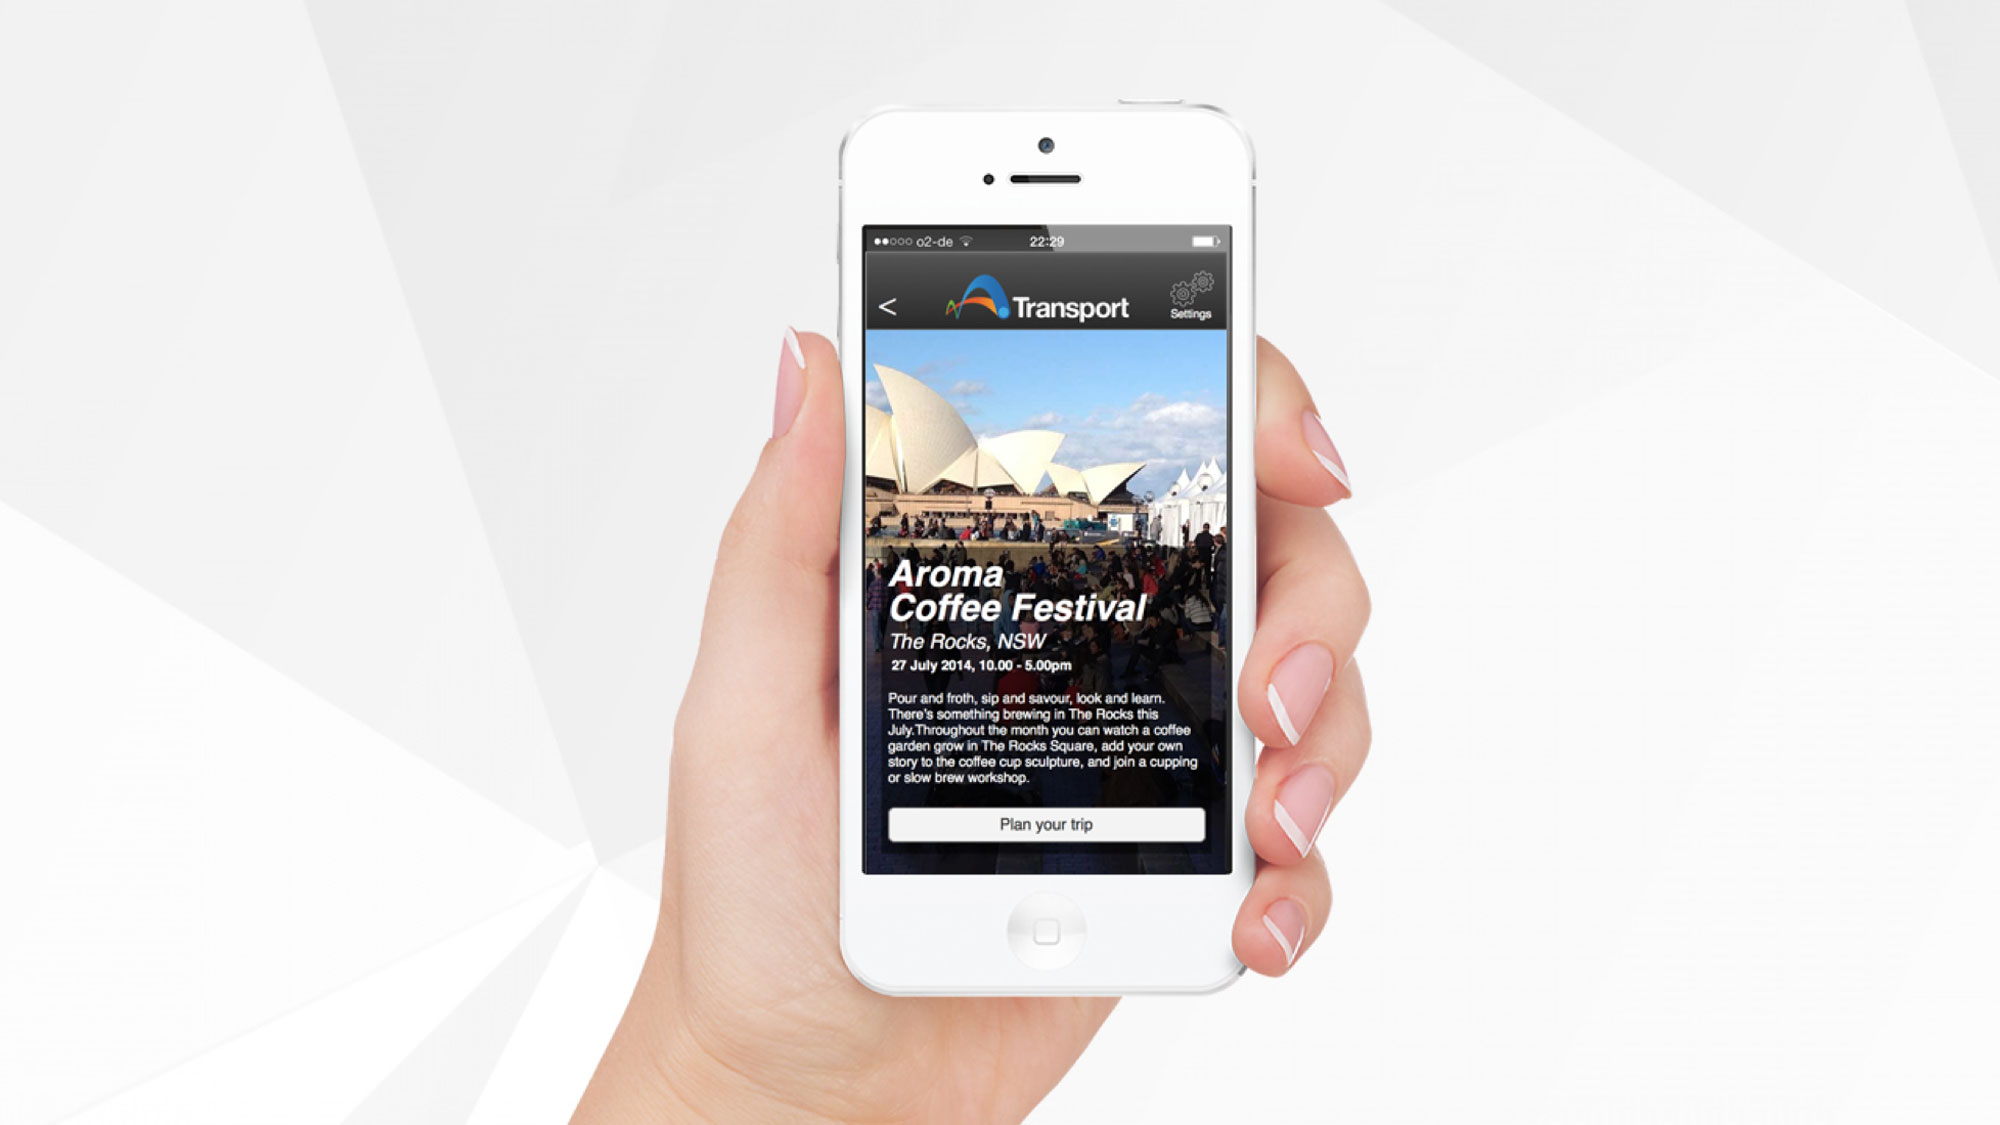 o2-de 22:29
< Transport Settings
Aroma
Coffee Festival
The Rocks, NSW
27 July 2014, 10.00 - 5.00pm
Pour and froth, sip and savour, look and learn.
There's something brewing in The Rocks this
July.Throughout the month you can watch a coffee
garden grow in The Rocks Square, add your own
story to the coffee cup sculpture, and join a cupping
or slow brew workshop.
Plan your trip